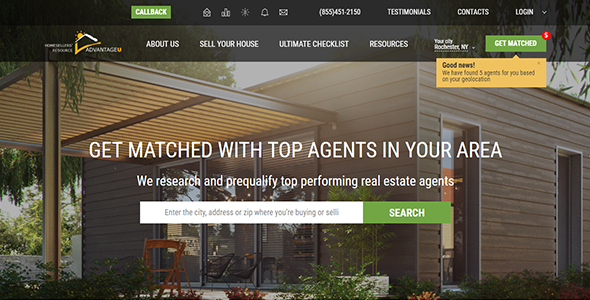 CALLBACK
(855)451-2150
TESTIMONIALS
CONTACTS
LOGIN
HOMESELLERS'
RESOURCE
ADVANTAGEU
ABOUT US
SELL YOUR HOUSE
ULTIMATE CHECKLIST
RESOURCES
Your city
Rochester, NY
GET MATCHED
5
Good news!
We have found 5 agents for you based
on your geolocation
GET MATCHED WITH TOP AGENTS IN YOUR AREA
We research and prequalify top performing real estate agents
Enter the city, address or zip where you're buying or selli
SEARCH